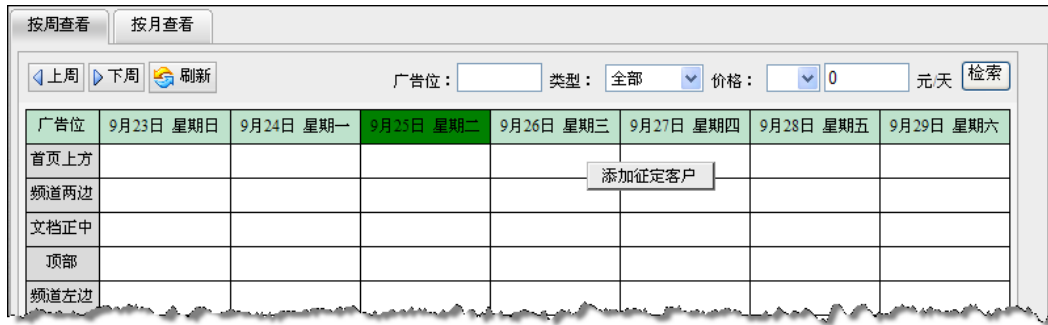 按周查看 按月查看
上周 下周 刷新 广告位： 类型： 全部 价格： 0 元/天 检索
广告位 9月23日 星期日 9月24日 星期一 9月25日 星期二 9月26日 星期三 9月27日 星期四 9月28日 星期五 9月29日 星期六
首页上方
添加征定客户
频道两边
文档正中
顶部
频道左边